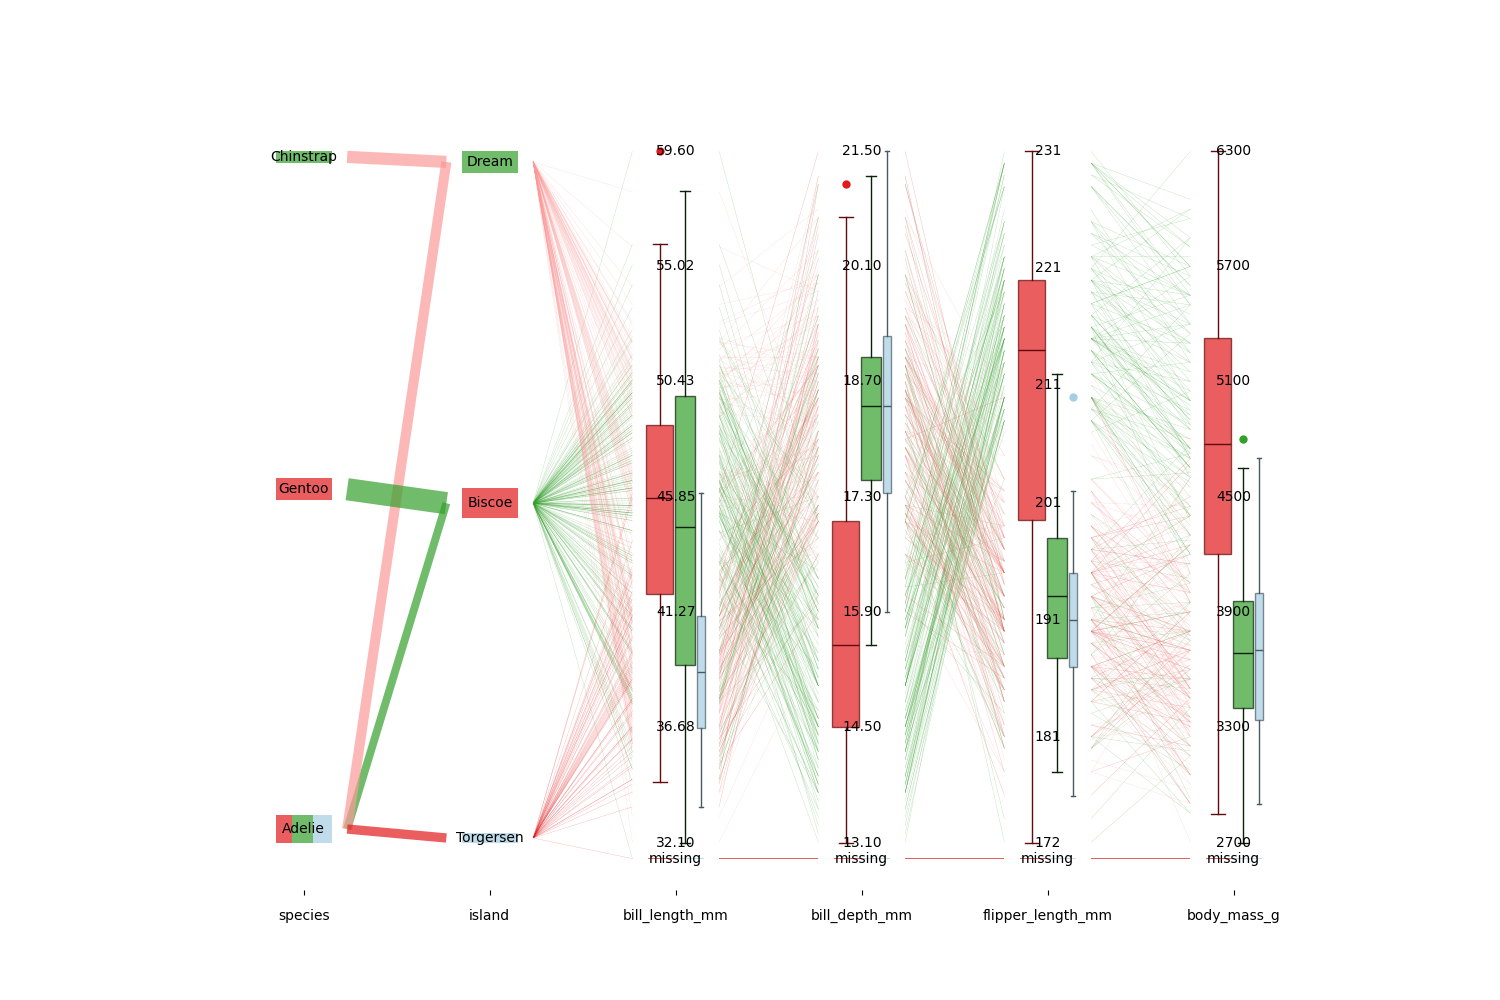 Chinstrap
Gentoo
Adelie
Dream
Biscoe
Torgersen
59.60
55.02
50.43
45.85
41.27
36.68
32.10
missing
21.50
20.10
18.70
17.30
15.90
14.50
13.10
missing
231
221
211
201
191
181
172
missing
6300
5700
5100
4500
3900
3300
2700
missing
species
island
bill_length_mm
bill_depth_mm
flipper_length_mm
body_mass_g